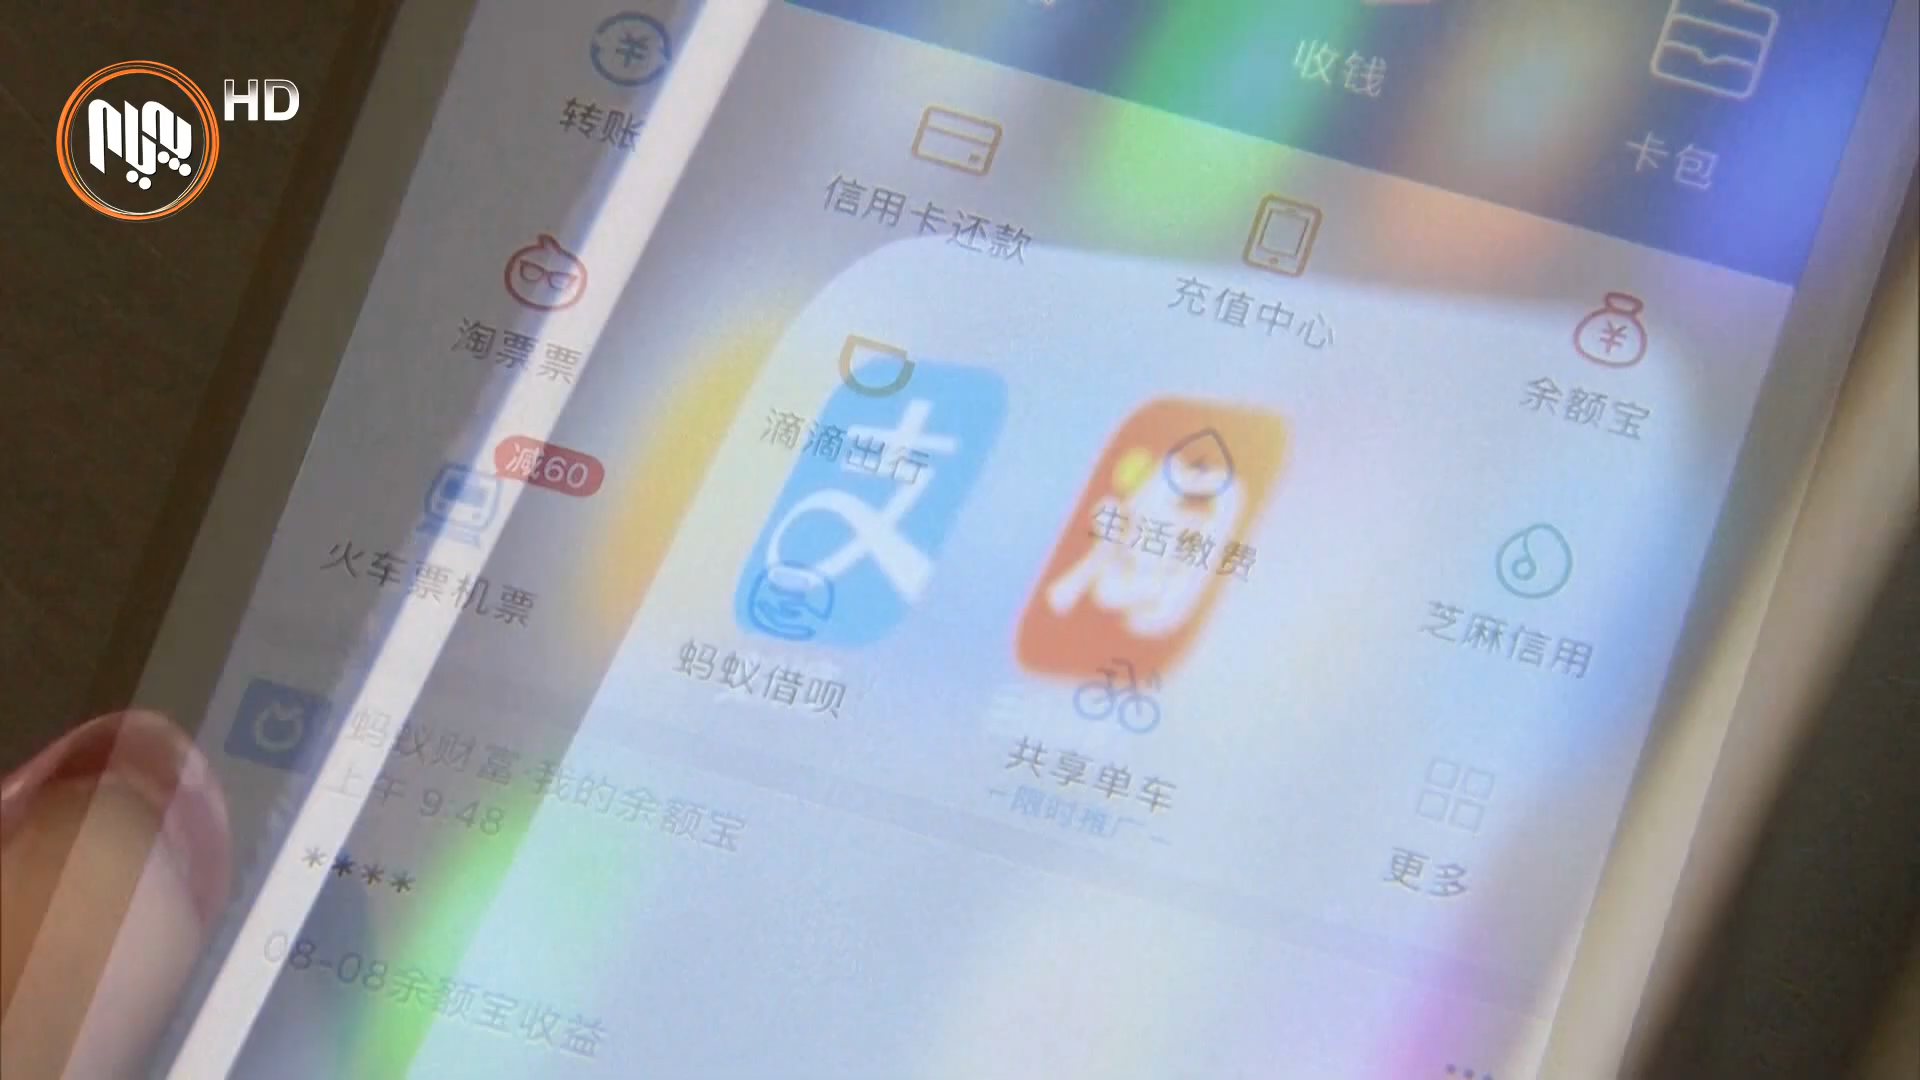 HD
收钱
卡包
转账
信用卡还款
充值中心
余额宝
淘票票
滴滴出行
生活缴费
芝麻信用
减60
火车票机票
蚂蚁借呗
共享单车
限时推广
更多
支
淘
蚂蚁财富·我的余额宝
上午 9:48
****
08-08余额宝收益